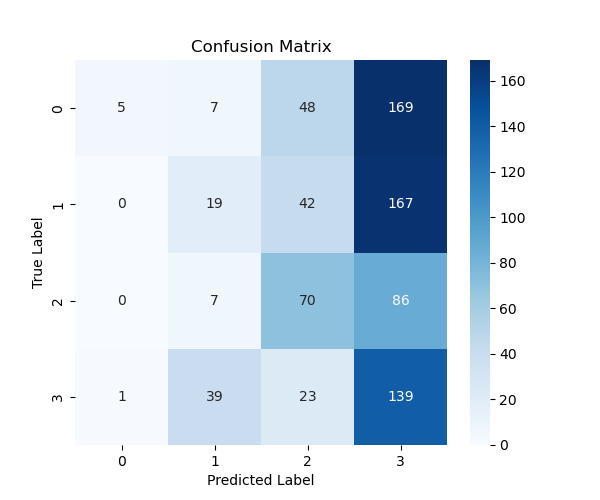 Confusion Matrix
True Label
0 5 7 48 169
1 0 19 42 167
2 0 7 70 86
3 1 39 23 139
0 1 2 3
Predicted Label
160
140
120
100
80
60
40
20
0